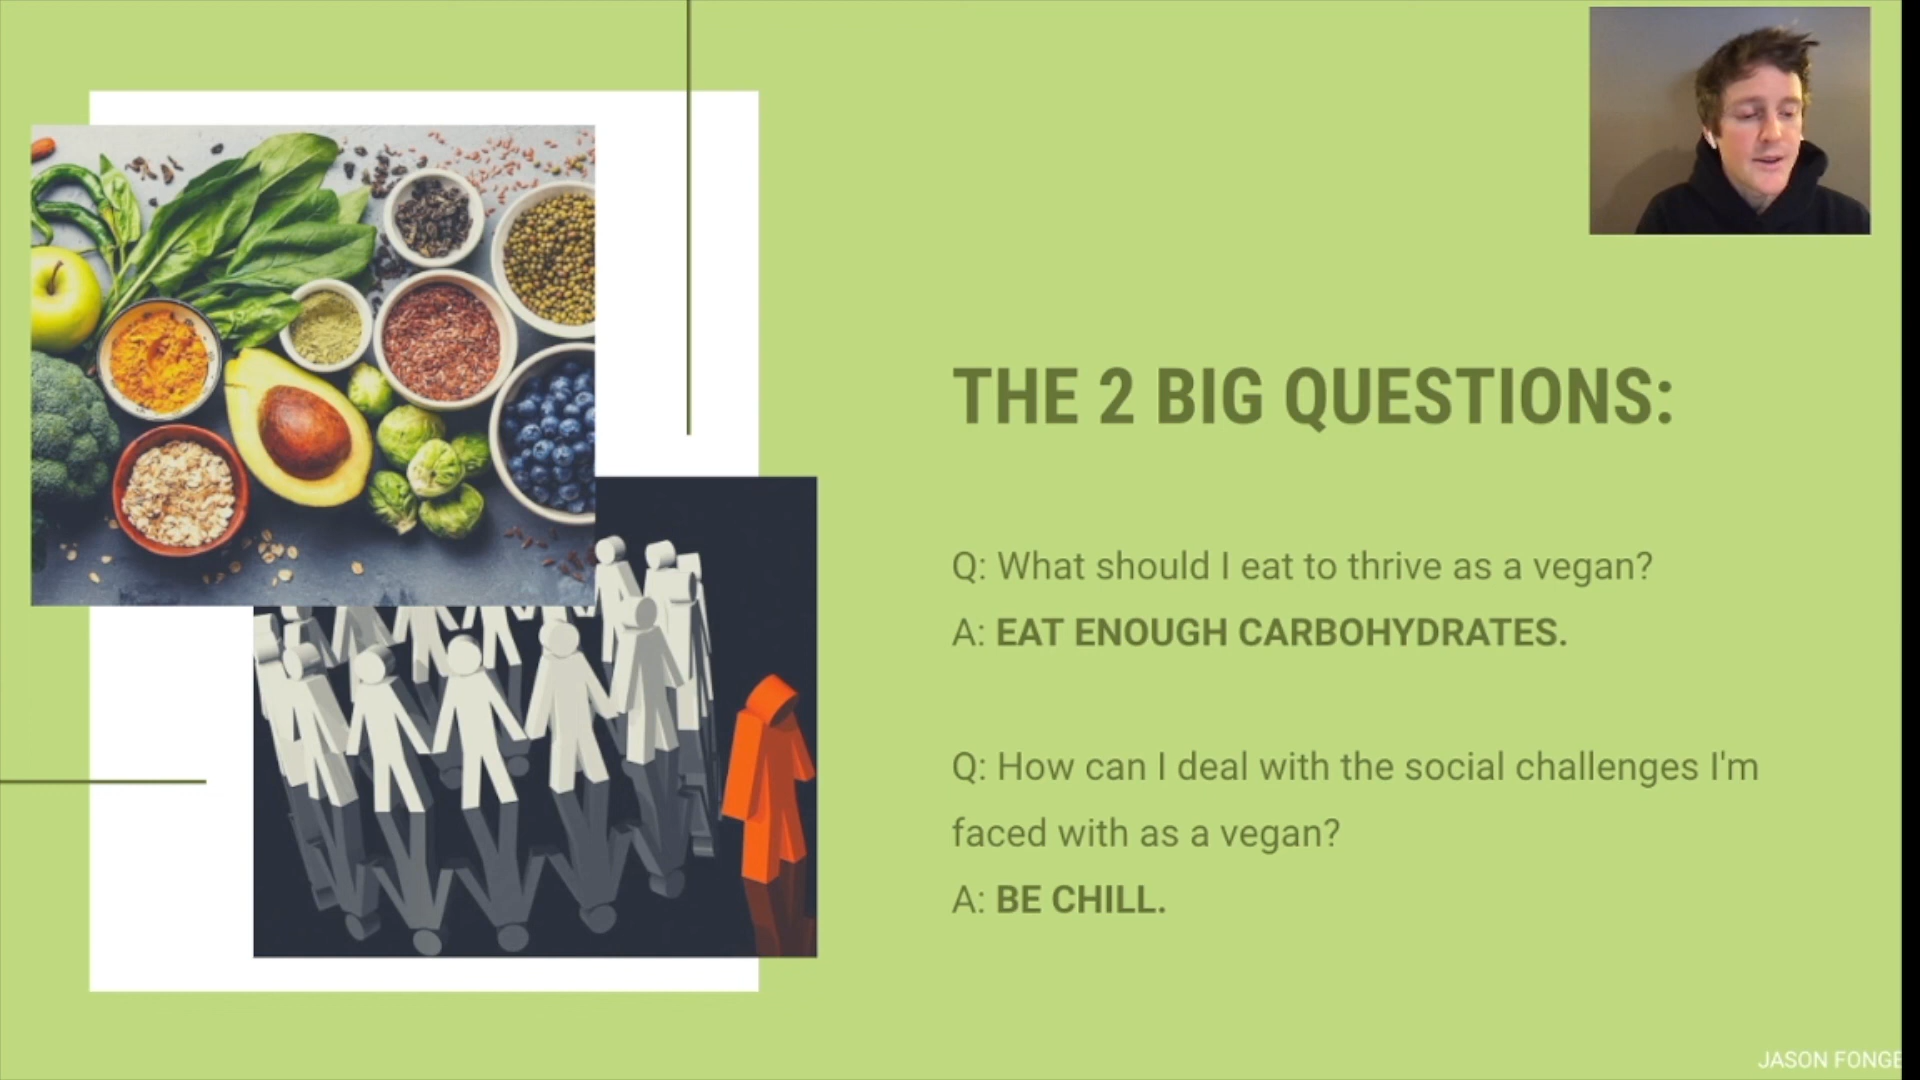 THE 2 BIG QUESTIONS:
Q: What should I eat to thrive as a vegan?
A: EAT ENOUGH CARBOHYDRATES.
Q: How can I deal with the social challenges I'm
faced with as a vegan?
A: BE CHILL.
JASON FONGE